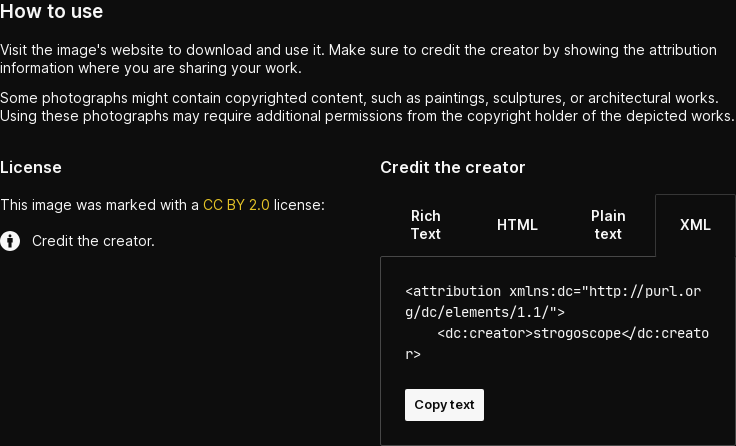 How to use
Visit the image's website to download and use it. Make sure to credit the creator by showing the attribution
information where you are sharing your work.
Some photographs might contain copyrighted content, such as paintings, sculptures, or architectural works.
Using these photographs may require additional permissions from the copyright holder of the depicted works.
License
This image was marked with a CC BY 2.0 license:
Credit the creator.
Credit the creator
Rich
Text
HTML
Plain
text
XML
<attribution xmlns:dc="http://purl.or
g/dc/elements/1.1/">
    <dc:creator>strogoscope</dc:creato
r>
Copy text